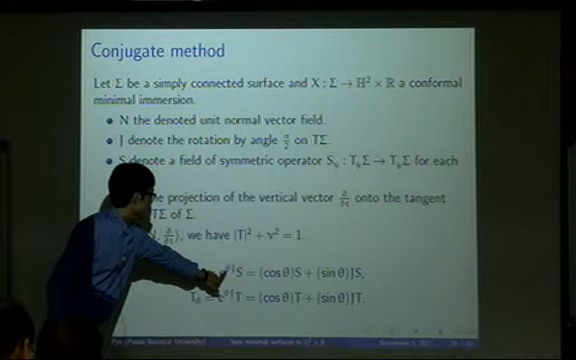 Conjugate method
Let Σ be a simply connected surface and X : Σ → ℍ² × ℝ a conformal
minimal immersion.
• N the denoted unit normal vector field.
• J denote the rotation by angle π/2 on TΣ.
• S denote a field of symmetric operator S_y : T_yΣ → T_yΣ for each
the projection of the vertical vector ∂/∂t onto the tangent
TΣ of Σ.
∂/∂t⟩, we have |T|² + ν² = 1.
S = (cos θ)S + (sin θ)JS,
T_θ = e^{θJ}T = (cos θ)T + (sin θ)JT.
Pyo (Pusan National University)
New minimal surfaces in ℍ² × ℝ